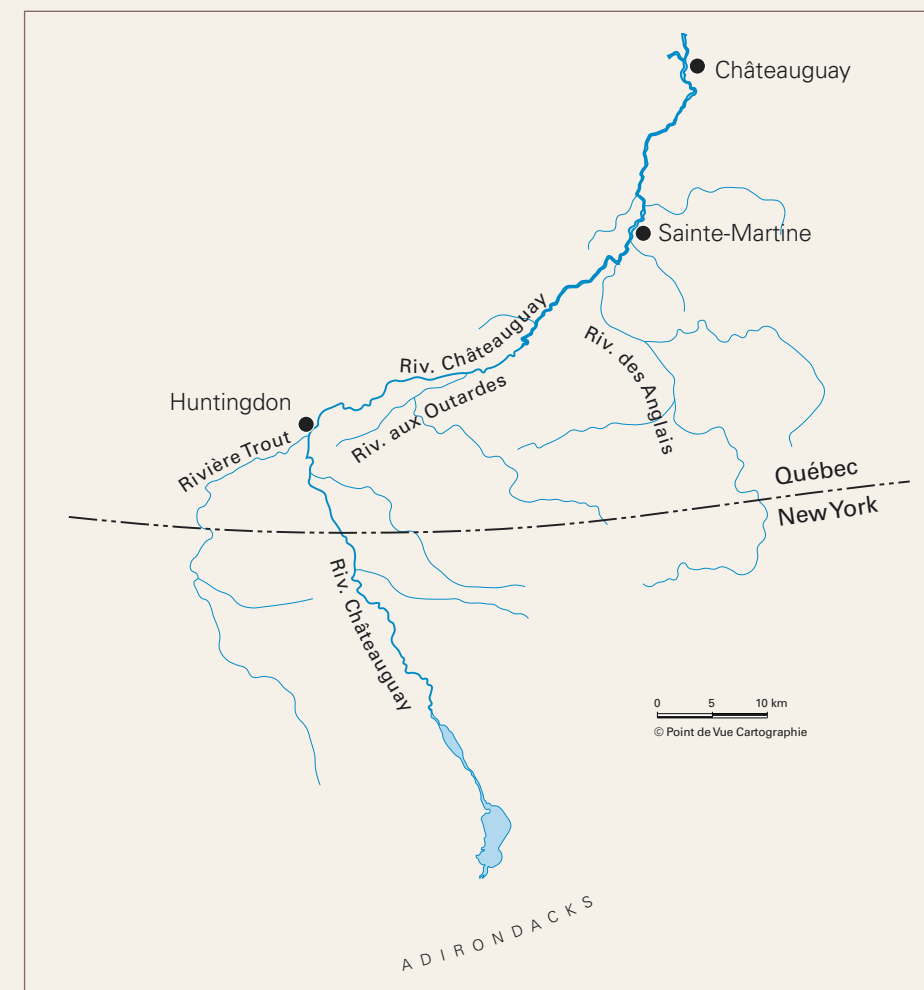 Châteauguay
Sainte-Martine
Riv. Châteauguay
Riv. des Anglais
Riv. aux Outardes
Huntingdon
Rivière Trout
Québec
New York
Riv. Châteauguay
0 5 10 km
© Point de Vue Cartographie
ADIRONDACKS